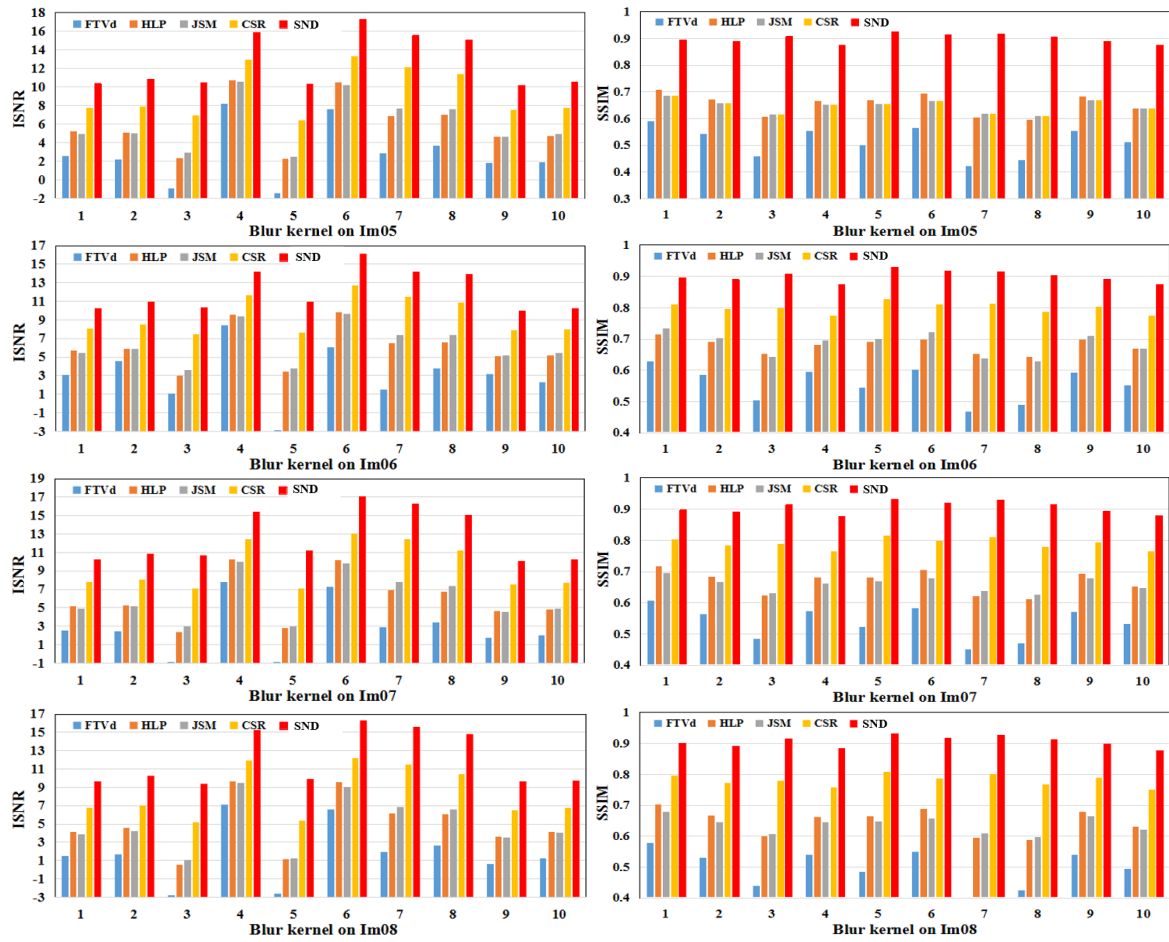 18
16
14
12
10
8
6
4
2
0
-2
ISNR
FTVd HLP JSM CSR SND
1 2 3 4 5 6 7 8 9 10
Blur kernel on Im05
1
0.9
0.8
0.7
0.6
0.5
0.4
0.3
SSIM
FTVd HLP JSM CSR SND
1 2 3 4 5 6 7 8 9 10
Blur kernel on Im05
17
15
13
11
9
7
5
3
1
-1
-3
ISNR
FTVd HLP JSM CSR SND
1 2 3 4 5 6 7 8 9 10
Blur kernel on Im06
1
0.9
0.8
0.7
0.6
0.5
0.4
SSIM
FTVd HLP JSM CSR SND
1 2 3 4 5 6 7 8 9 10
Blur kernel on Im06
19
17
15
13
11
9
7
5
3
1
-1
ISNR
FTVd HLP JSM CSR SND
1 2 3 4 5 6 7 8 9 10
Blur kernel on Im07
1
0.9
0.8
0.7
0.6
0.5
0.4
SSIM
FTVd HLP JSM CSR SND
1 2 3 4 5 6 7 8 9 10
Blur kernel on Im07
17
15
13
11
9
7
5
3
1
-1
-3
ISNR
FTVd HLP JSM CSR SND
1 2 3 4 5 6 7 8 9 10
Blur kernel on Im08
1
0.9
0.8
0.7
0.6
0.5
0.4
SSIM
FTVd HLP JSM CSR SND
1 2 3 4 5 6 7 8 9 10
Blur kernel on Im08